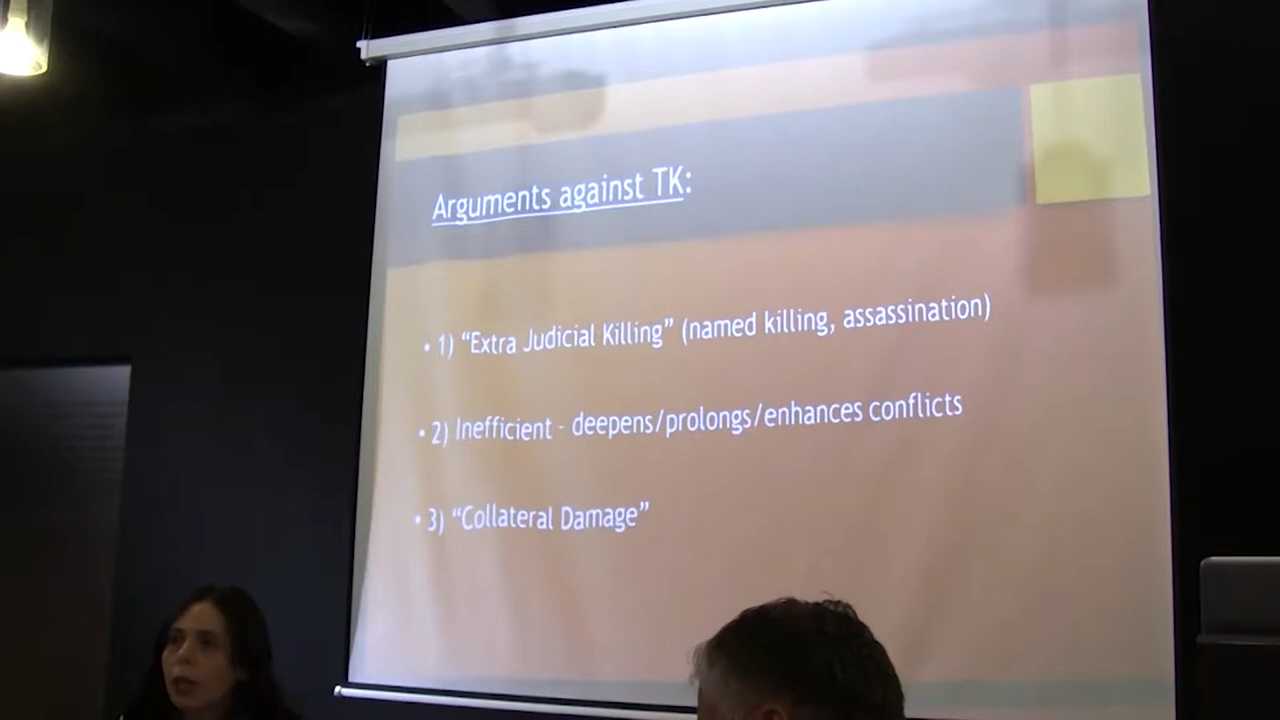 Arguments against TK:
• 1) “Extra Judicial Killing” (named killing, assassination)
• 2) Inefficient - deepens/prolongs/enhances conflicts
• 3) “Collateral Damage”